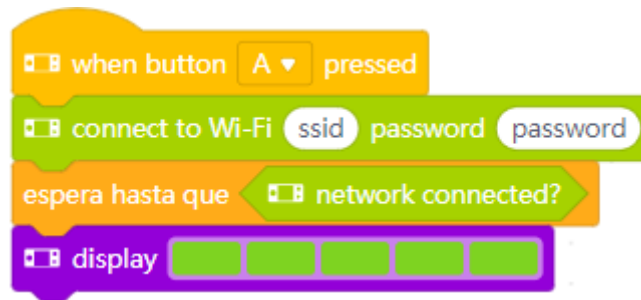 when button A pressed
connect to Wi-Fi ssid password password
espera hasta que network connected?
display